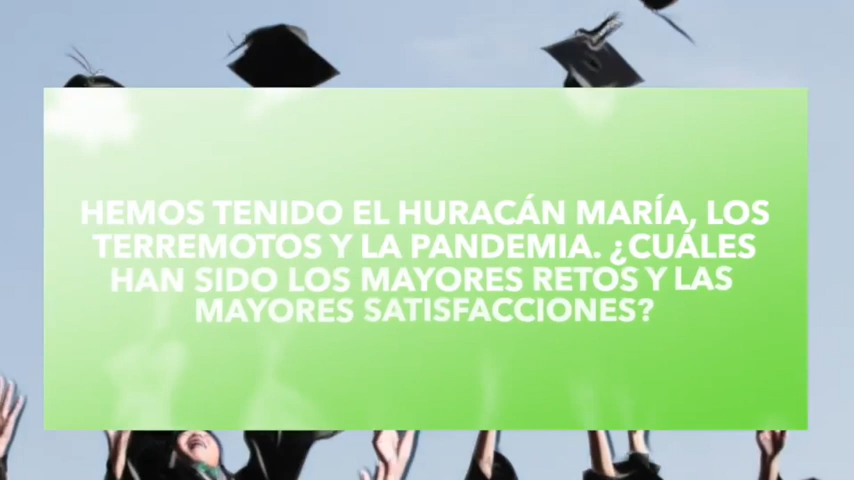 HEMOS TENIDO EL HURACÁN MARÍA, LOS
TERREMOTOS Y LA PANDEMIA. ¿CUÁLES
HAN SIDO LOS MAYORES RETOS Y LAS
MAYORES SATISFACCIONES?